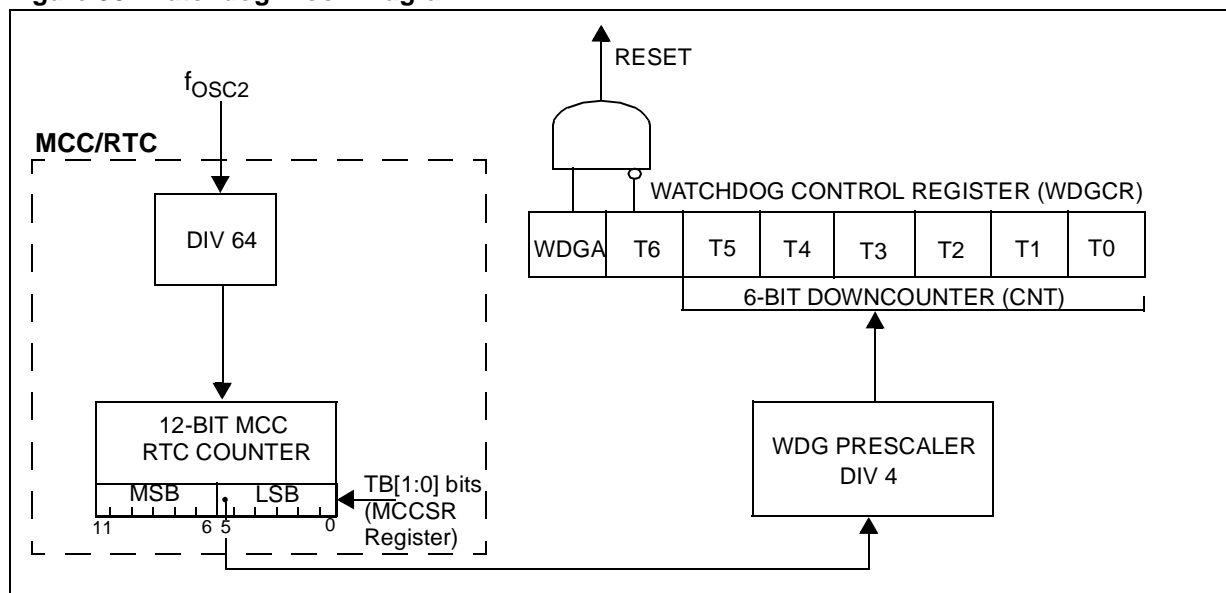 RESET
fOSC2
MCC/RTC
DIV 64
WATCHDOG CONTROL REGISTER (WDGCR)
WDGA T6 T5 T4 T3 T2 T1 T0
6-BIT DOWNCOUNTER (CNT)
12-BIT MCC
RTC COUNTER
MSB LSB
11 6 5 0
TB[1:0] bits
(MCCSR
Register)
WDG PRESCALER
DIV 4